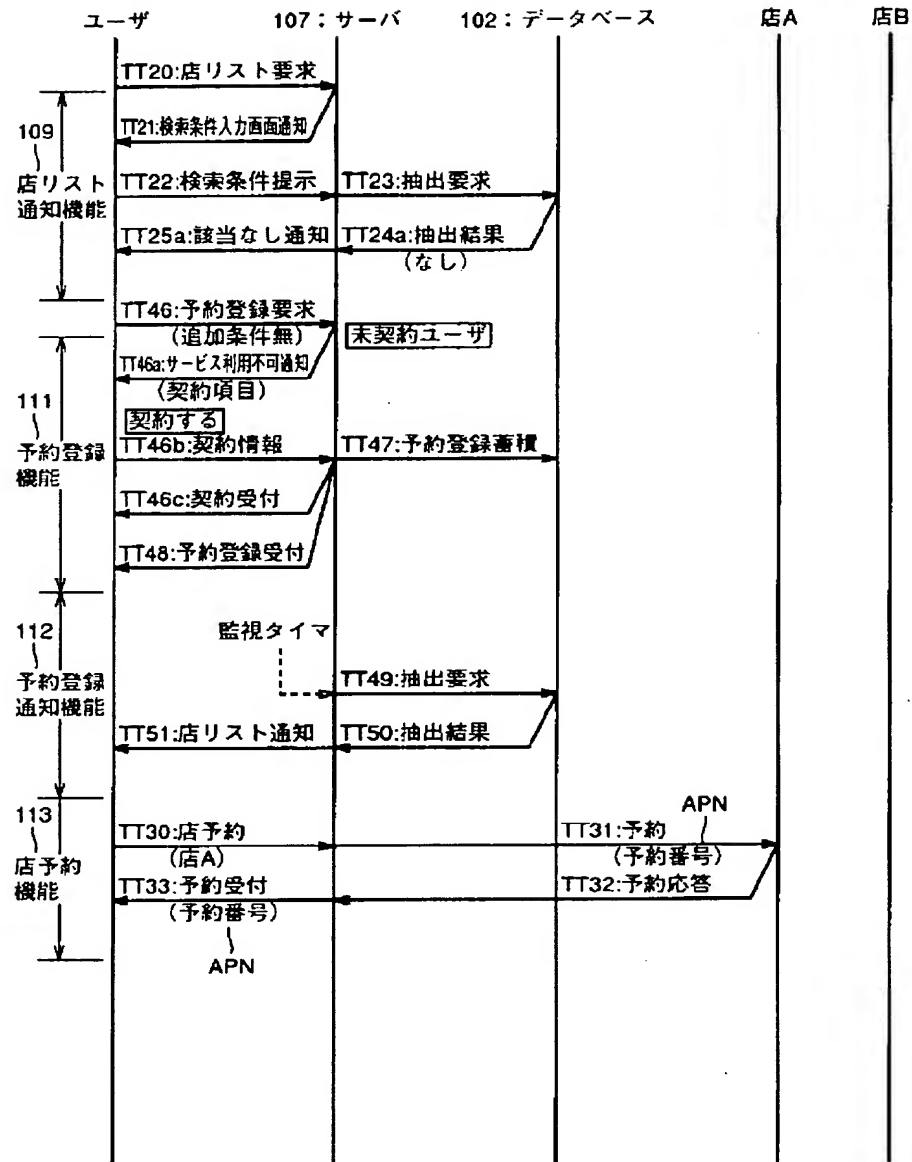 ユーザ 107：サーバ 102：データベース 店A 店B
TT20:店リスト要求
TT21:検索条件入力画面通知
109
店リスト
通知機能
TT22:検索条件提示 TT23:抽出要求
TT25a:該当なし通知 TT24a:抽出結果
(なし)
TT46:予約登録要求
(追加条件無) 未契約ユーザ
TT46a:サービス利用不可通知
(契約項目)
111
予約登録
機能
契約する
TT46b:契約情報 TT47:予約登録蓄積
TT46c:契約受付
TT48:予約登録受付
112
予約登録
通知機能
監視タイマ
TT49:抽出要求
TT51:店リスト通知 TT50:抽出結果
113
店予約
機能
APN
TT30:店予約 TT31:予約
(店A) (予約番号)
TT33:予約受付 TT32:予約応答
(予約番号)
APN